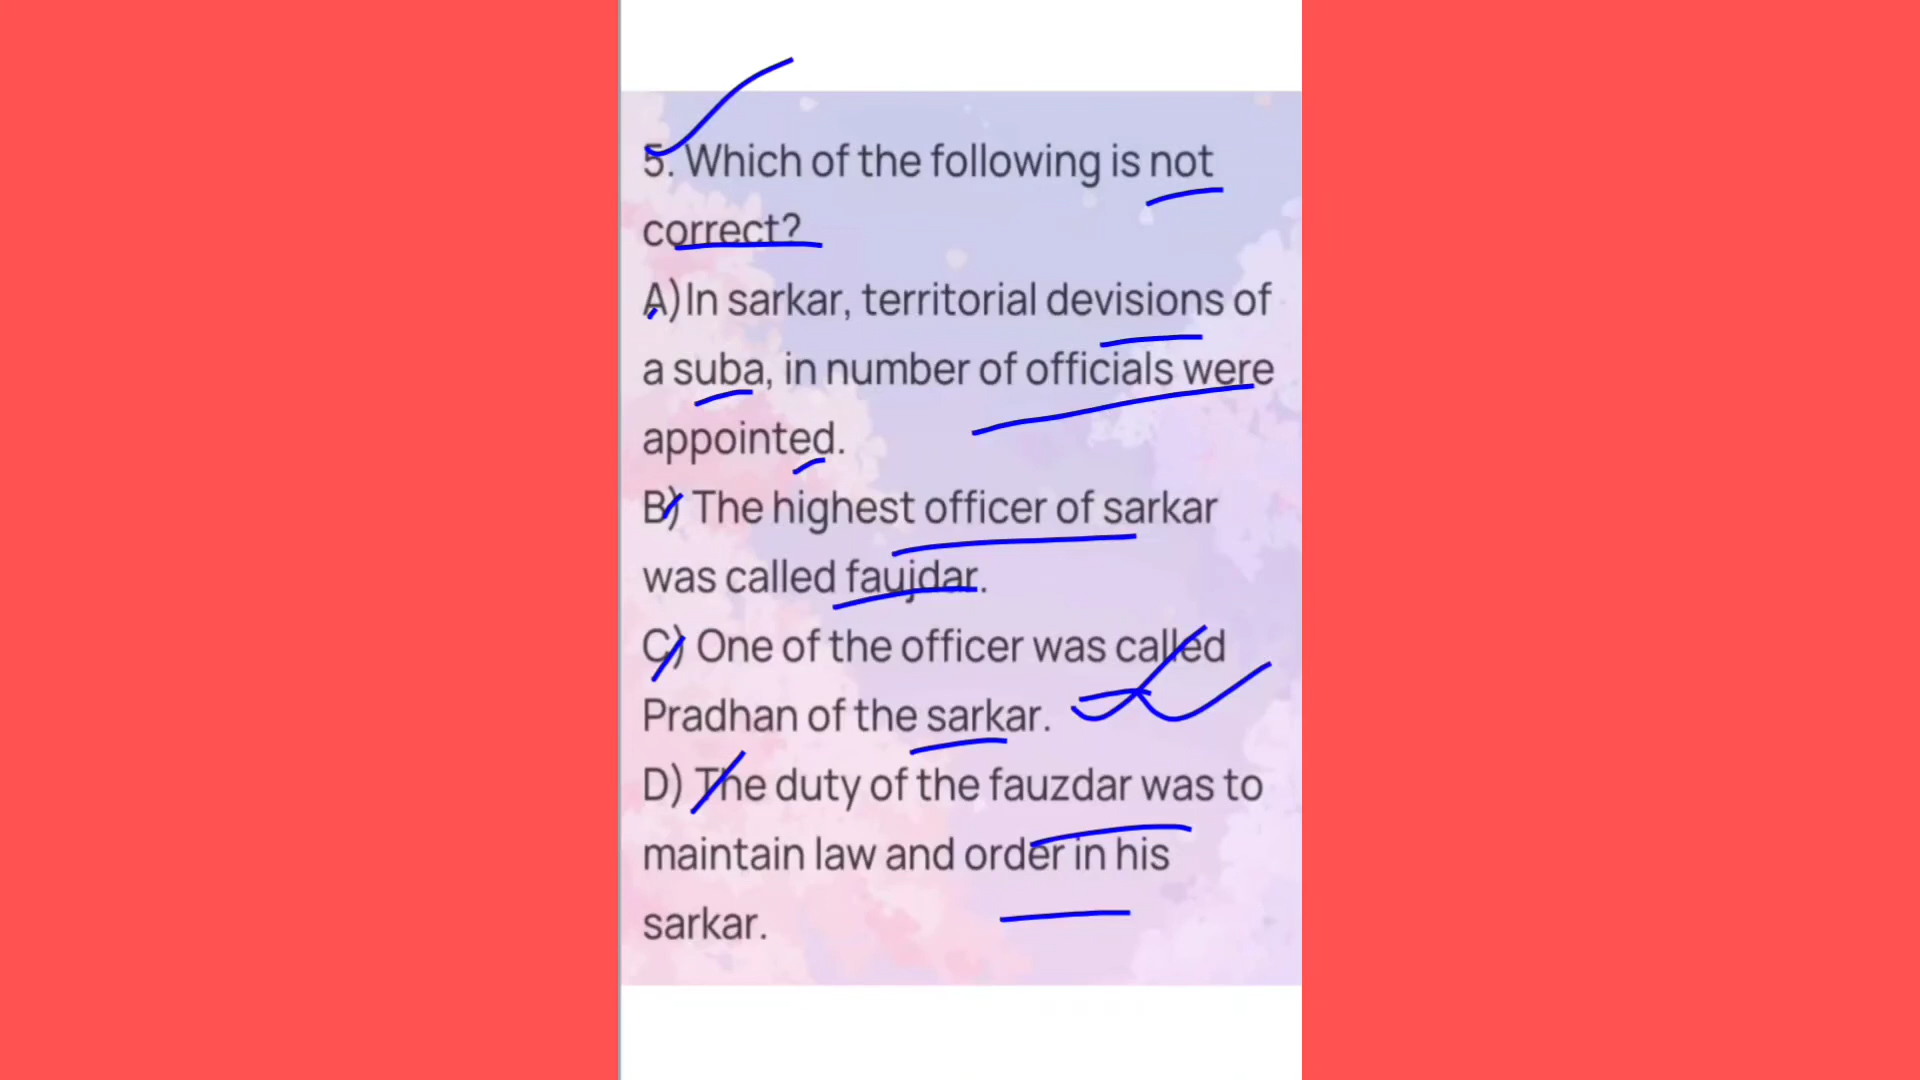 5. Which of the following is not
correct?
A)In sarkar, territorial devisions of
a suba, in number of officials were
appointed.
B) The highest officer of sarkar
was called faujdar.
C) One of the officer was called
Pradhan of the sarkar.
D) The duty of the fauzdar was to
maintain law and order in his
sarkar.